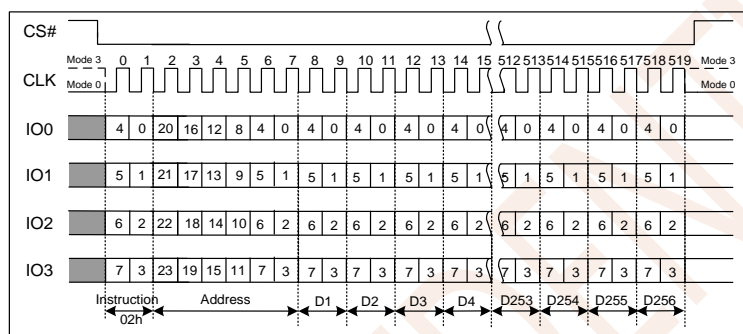 CS#
Mode 3 0 1 2 3 4 5 6 7 8 9 10 11 12 13 14 15 512 513 514 515 516 517 518 519 Mode 3
CLK
Mode 0 Mode 0
IO0 4 0 20 16 12 8 4 0 4 0 4 0 4 0 4 0 4 0 4 0 4 0 4 0
IO1 5 1 21 17 13 9 5 1 5 1 5 1 5 1 5 1 5 1 5 1 5 1 5 1
IO2 6 2 22 18 14 10 6 2 6 2 6 2 6 2 6 2 6 2 6 2 6 2 6 2
IO3 7 3 23 19 15 11 7 3 7 3 7 3 7 3 7 3 7 3 7 3 7 3 7 3
Instruction Address D1 D2 D3 D4 D253 D254 D255 D256
02h